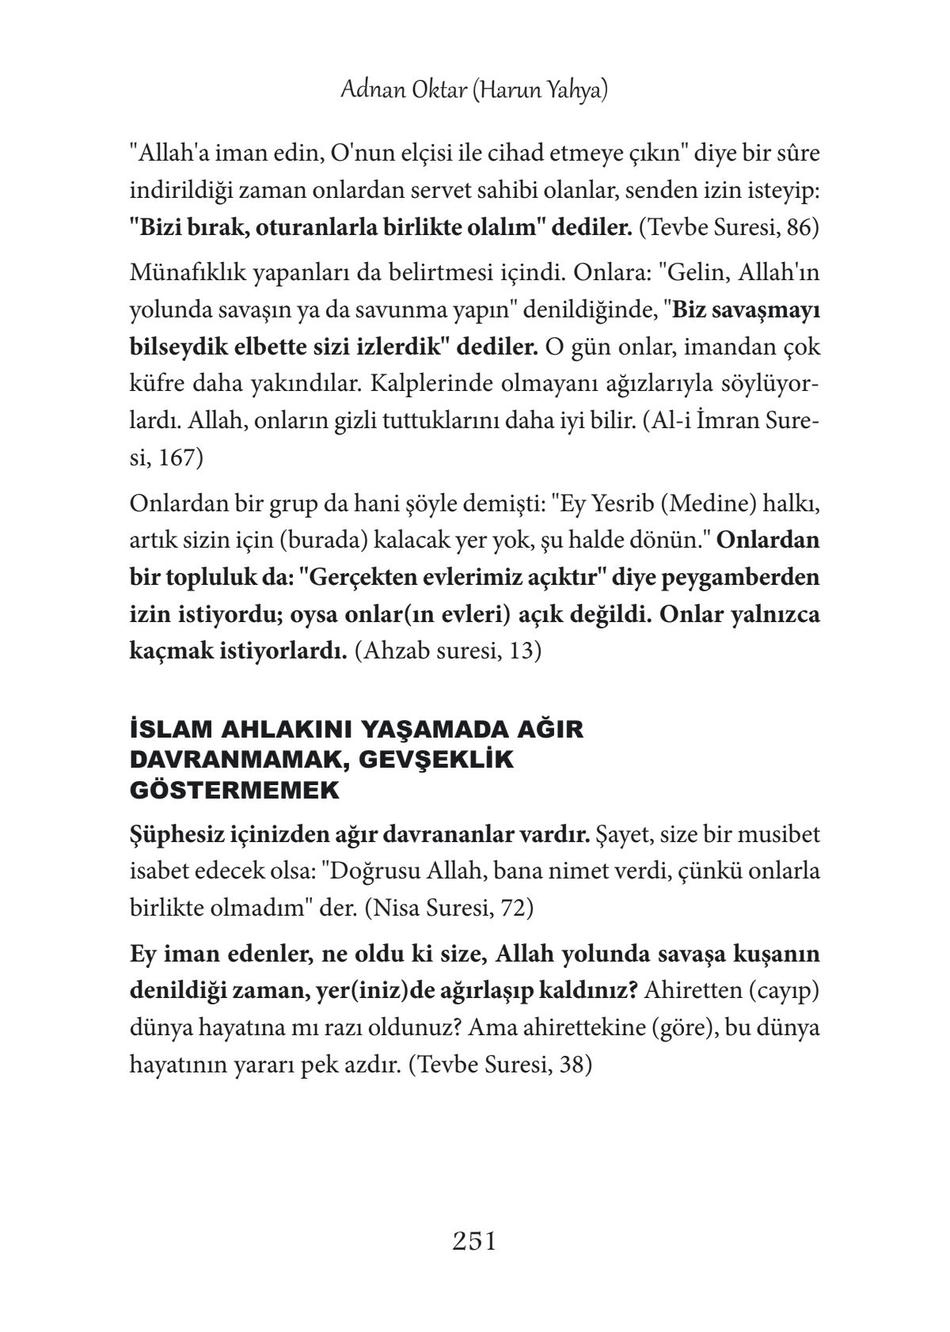 Adnan Oktar (Harun Yahya)
"Allah'a iman edin, O'nun elçisi ile cihad etmeye çıkın" diye bir sûre
indirildiği zaman onlardan servet sahibi olanlar, senden izin isteyip:
"Bizi bırak, oturanlarla birlikte olalım" dediler. (Tevbe Suresi, 86)
Münafıklık yapanları da belirtmesi içindi. Onlara: "Gelin, Allah'ın
yolunda savaşın ya da savunma yapın" denildiğinde, "Biz savaşmayı
bilseydik elbette sizi izlerdik" dediler. O gün onlar, imandan çok
küfre daha yakındılar. Kalplerinde olmayanı ağızlarıyla söylüyor-
lardı. Allah, onların gizli tuttuklarını daha iyi bilir. (Al-i İmran Sure-
si, 167)
Onlardan bir grup da hani şöyle demişti: "Ey Yesrib (Medine) halkı,
artık sizin için (burada) kalacak yer yok, şu halde dönün." Onlardan
bir topluluk da: "Gerçekten evlerimiz açıktır" diye peygamberden
izin istiyordu; oysa onlar(ın evleri) açık değildi. Onlar yalnızca
kaçmak istiyorlardı. (Ahzab suresi, 13)
İSLAM AHLAKINI YAŞAMADA AĞIR
DAVRANMAMAK, GEVŞEKLİK
GÖSTERMEMEK
Şüphesiz içinizden ağır davrananlar vardır. Şayet, size bir musibet
isabet edecek olsa: "Doğrusu Allah, bana nimet verdi, çünkü onlarla
birlikte olmadım" der. (Nisa Suresi, 72)
Ey iman edenler, ne oldu ki size, Allah yolunda savaşa kuşanın
denildiği zaman, yer(iniz)de ağırlaşıp kaldınız? Ahiretten (cayıp)
dünya hayatına mı razı oldunuz? Ama ahirettekine (göre), bu dünya
hayatının yararı pek azdır. (Tevbe Suresi, 38)
251